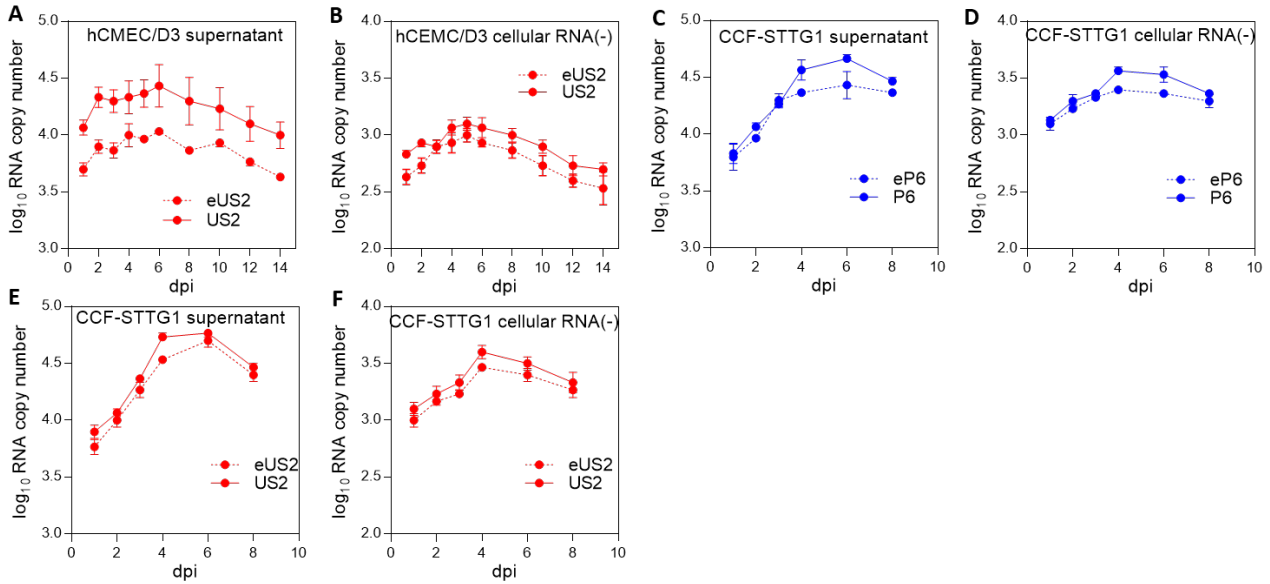 A
hCMEC/D3 supernatant
log10 RNA copy number
5.0
4.5
4.0
3.5
3.0
eUS2
US2
0 2 4 6 8 10 12 14
dpi
B
hCEMC/D3 cellular RNA(-)
log10 RNA copy number
4.0
3.5
3.0
2.5
2.0
eUS2
US2
0 2 4 6 8 10 12 14
dpi
C
CCF-STTG1 supernatant
log10 RNA copy number
5.0
4.5
4.0
3.5
3.0
eP6
P6
0 2 4 6 8 10
dpi
D
CCF-STTG1 cellular RNA(-)
log10 RNA copy number
4.0
3.5
3.0
2.5
2.0
eP6
P6
0 2 4 6 8 10
dpi
E
CCF-STTG1 supernatant
log10 RNA copy number
5.0
4.5
4.0
3.5
3.0
eUS2
US2
0 2 4 6 8 10
dpi
F
CCF-STTG1 cellular RNA(-)
log10 RNA copy number
4.0
3.5
3.0
2.5
2.0
eUS2
US2
0 2 4 6 8 10
dpi